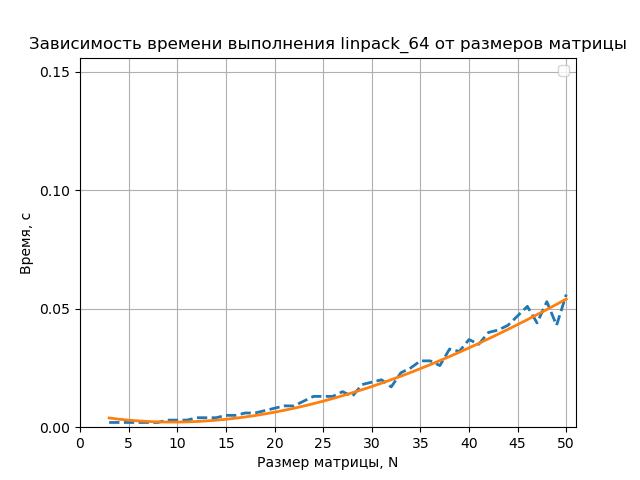 Зависимость времени выполнения linpack_64 от размеров матрицы
0.15
0.10
0.05
0.00
Время, с
0 5 10 15 20 25 30 35 40 45 50
Размер матрицы, N